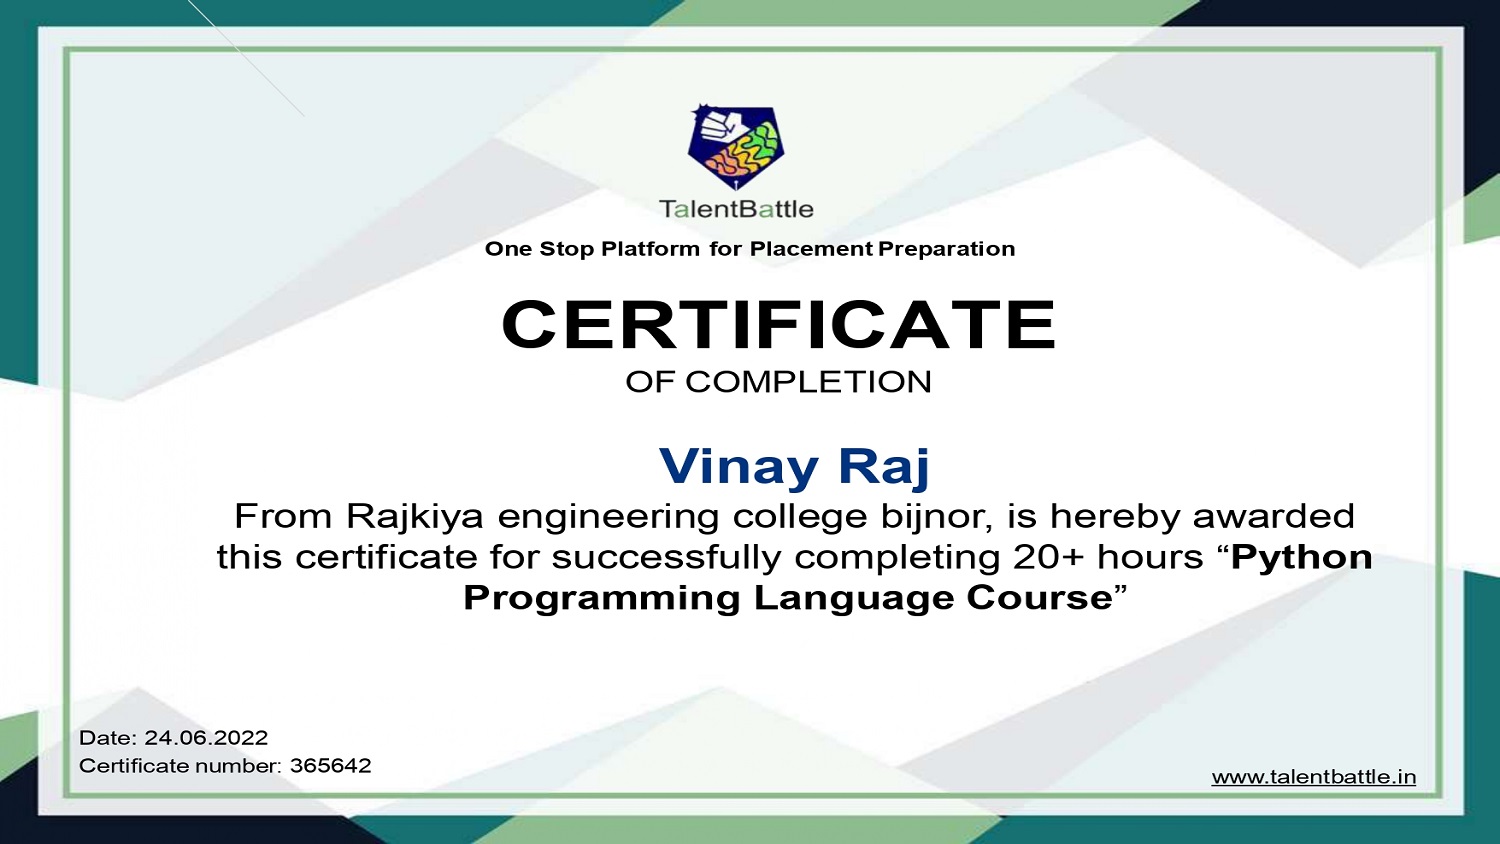 TalentBattle
One Stop Platform for Placement Preparation
CERTIFICATE
OF COMPLETION
Vinay Raj
From Rajkiya engineering college bijnor, is hereby awarded
this certificate for successfully completing 20+ hours “Python
Programming Language Course”
Date: 24.06.2022
Certificate number: 365642
www.talentbattle.in